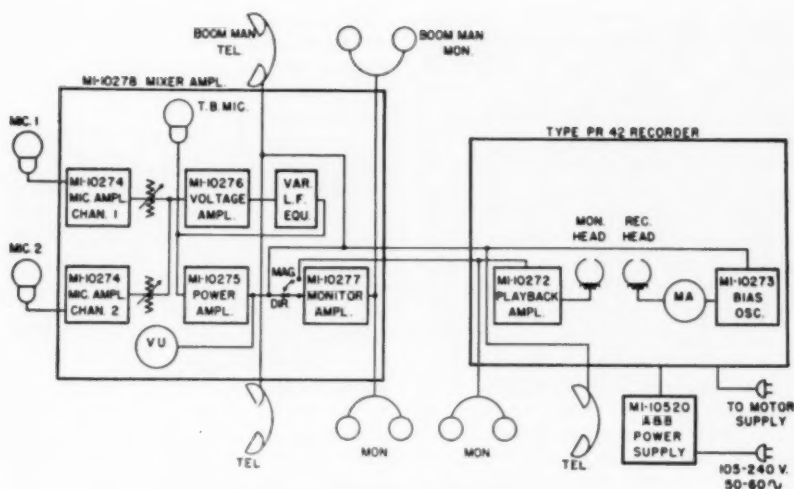 BOOM MAN
TEL.
BOOM MAN
MON.
MI-10278 MIXER AMPL.
T.B. MIC.
MIC. 1
MI-10274
MIC. AMPL.
CHAN. 1
MI-10276
VOLTAGE
AMPL.
VAR.
L.F.
EQU.
MIC. 2
MI-10274
MIC. AMPL.
CHAN. 2
MI-10275
POWER
AMPL.
MAG.
DIR.
MI-10277
MONITOR
AMPL.
VU
TEL.
MON.
TYPE PR 42 RECORDER
MON.
HEAD
REC.
HEAD
MI-10272
PLAYBACK
AMPL.
MA
MI-10273
BIAS
OSC.
MON.
TEL.
MI-10520
A&B
POWER
SUPPLY
TO MOTOR
SUPPLY
105-240 V.
50-60∿